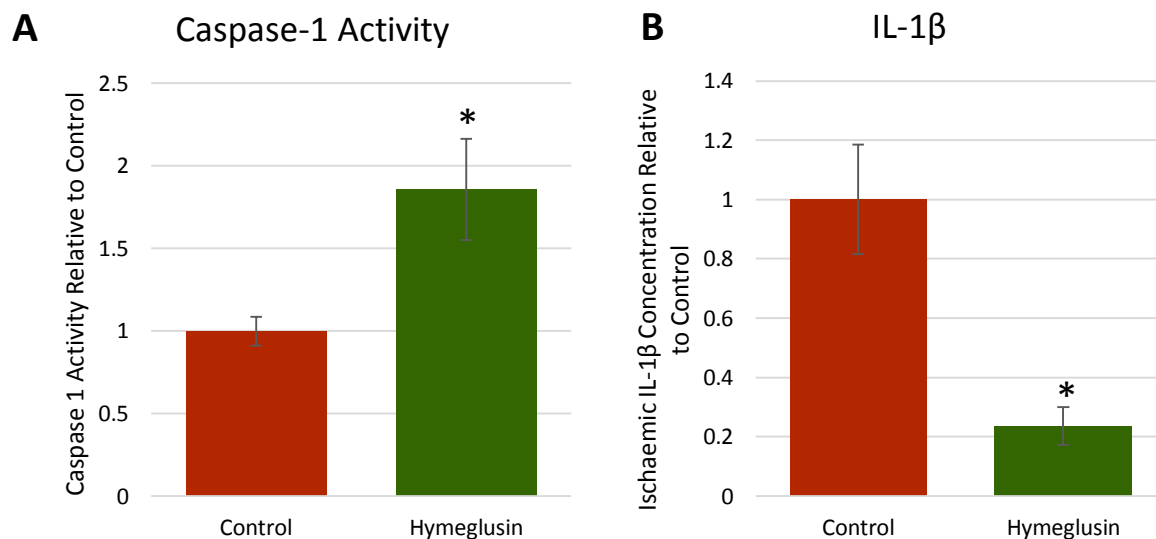 A
Caspase-1 Activity
Caspase 1 Activity Relative to Control
2.5
2
1.5
1
0.5
0
*
Control
Hymeglusin
B
IL-1β
Ischaemic IL-1β Concentration Relative
to Control
1.4
1.2
1
0.8
0.6
0.4
0.2
0
*
Control
Hymeglusin